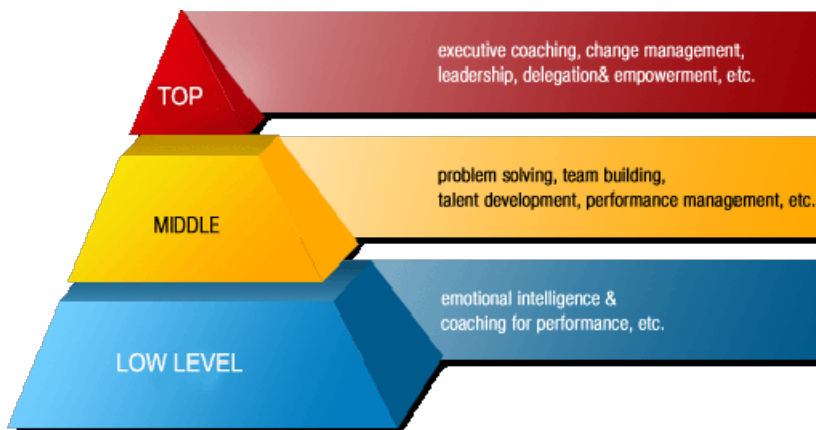 TOP
executive coaching, change management,
leadership, delegation& empowerment, etc.
MIDDLE
problem solving, team building,
talent development, performance management, etc.
LOW LEVEL
emotional intelligence &
coaching for performance, etc.